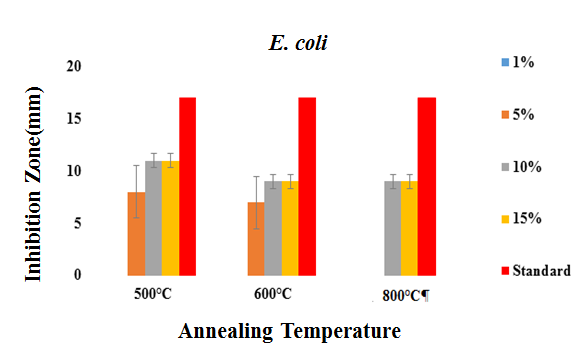 E. coli
Inhibition Zone(mm)
20
15
10
5
0
500°C
600°C
800°C¶
Annealing Temperature
1%
5%
10%
15%
Standard